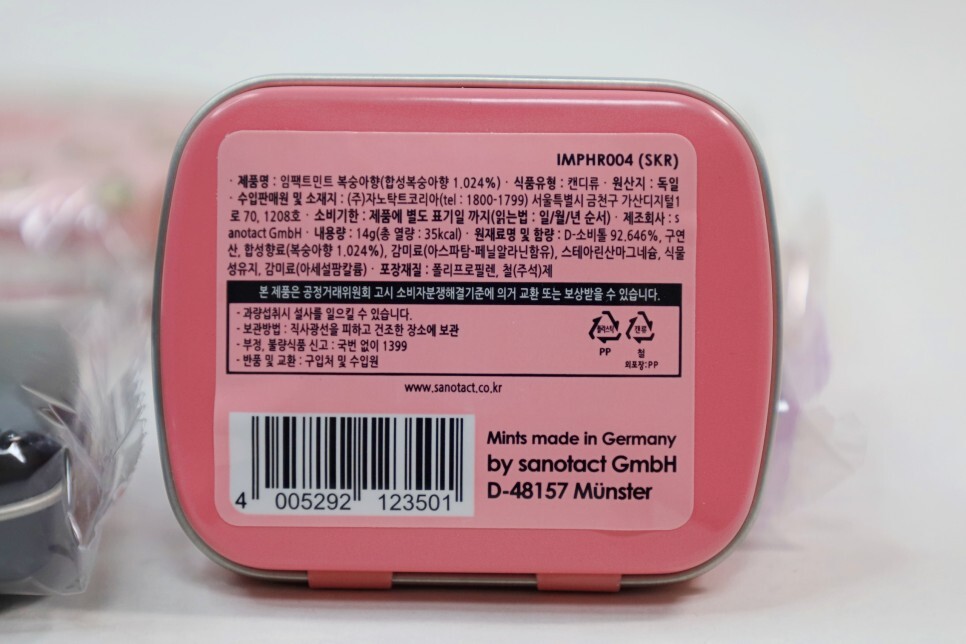 IMPHR004 (SKR)
· 제품명 : 임팩트민트 복숭아향(합성복숭아향 1.024%) · 식품유형 : 캔디류 · 원산지 : 독일
· 수입판매원 및 소재지 : (주)자노탁트코리아(tel : 1800-1799) 서울특별시 금천구 가산디지털1
로 70, 1208호 · 소비기한 : 제품에 별도 표기일 까지(읽는법 : 일/월/년 순서) · 제조회사 : s
anotact GmbH · 내용량 : 14g(총 열량 : 35kcal) · 원재료명 및 함량 : D-소비톨 92.646%, 구연
산, 합성향료(복숭아향 1.024%), 감미료(아스파탐-페닐알라닌함유), 스테아린산마그네슘, 식물
성유지, 감미료(아세설팜칼륨) · 포장재질 : 폴리프로필렌, 철(주석)제
본 제품은 공정거래위원회 고시 소비자분쟁해결기준에 의거 교환 또는 보상받을 수 있습니다.
- 과량섭취시 설사를 일으킬 수 있습니다.
- 보관방법 : 직사광선을 피하고 건조한 장소에 보관
- 부정, 불량식품 신고 : 국번 없이 1399
- 반품 및 교환 : 구입처 및 수입원
플라스틱 캔류
PP 철
외포장:PP
www.sanotact.co.kr
4 005292 123501
Mints made in Germany
by sanotact GmbH
D-48157 Münster